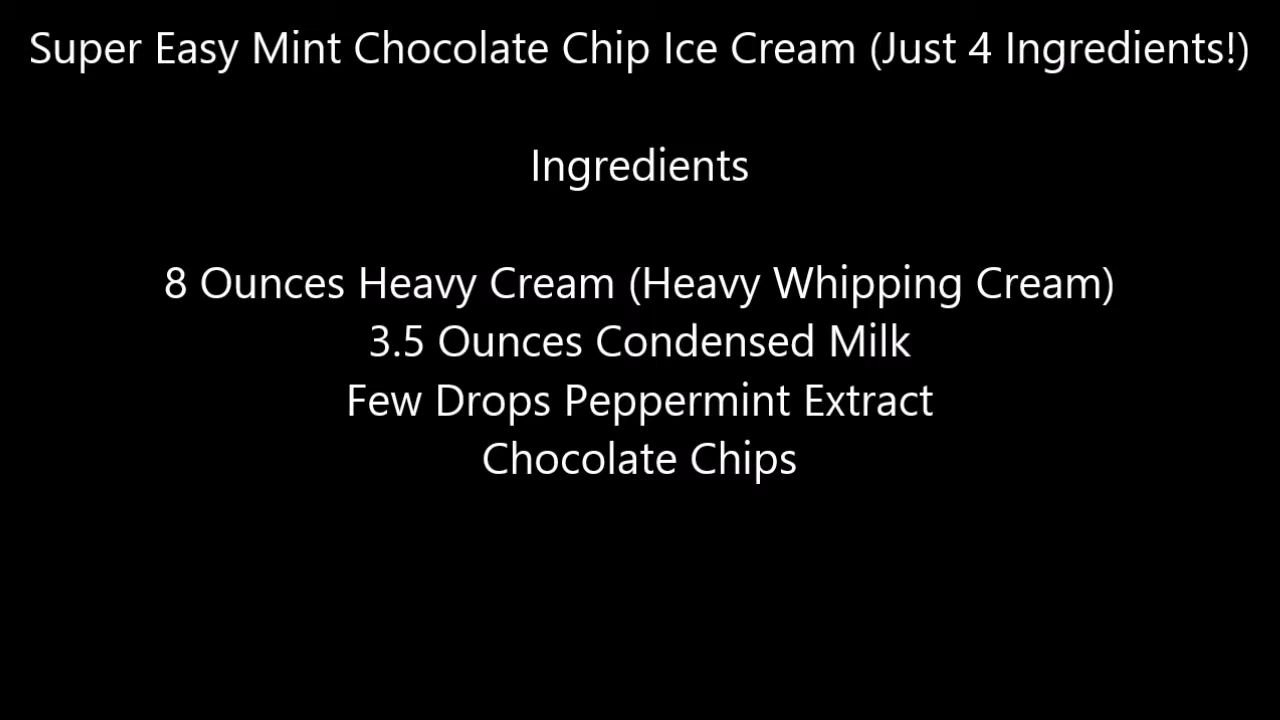 Super Easy Mint Chocolate Chip Ice Cream (Just 4 Ingredients!)
Ingredients
8 Ounces Heavy Cream (Heavy Whipping Cream)
3.5 Ounces Condensed Milk
Few Drops Peppermint Extract
Chocolate Chips